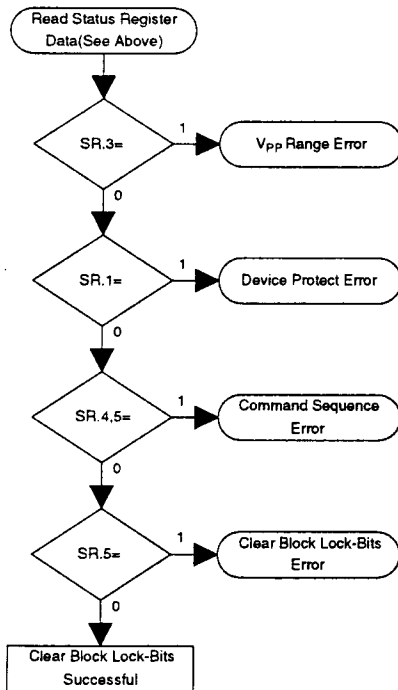 Read Status Register
Data(See Above)
SR.3=
1
VPP Range Error
0
SR.1=
1
Device Protect Error
0
SR.4,5=
1
Command Sequence
Error
0
SR.5=
1
Clear Block Lock-Bits
Error
0
Clear Block Lock-Bits
Successful